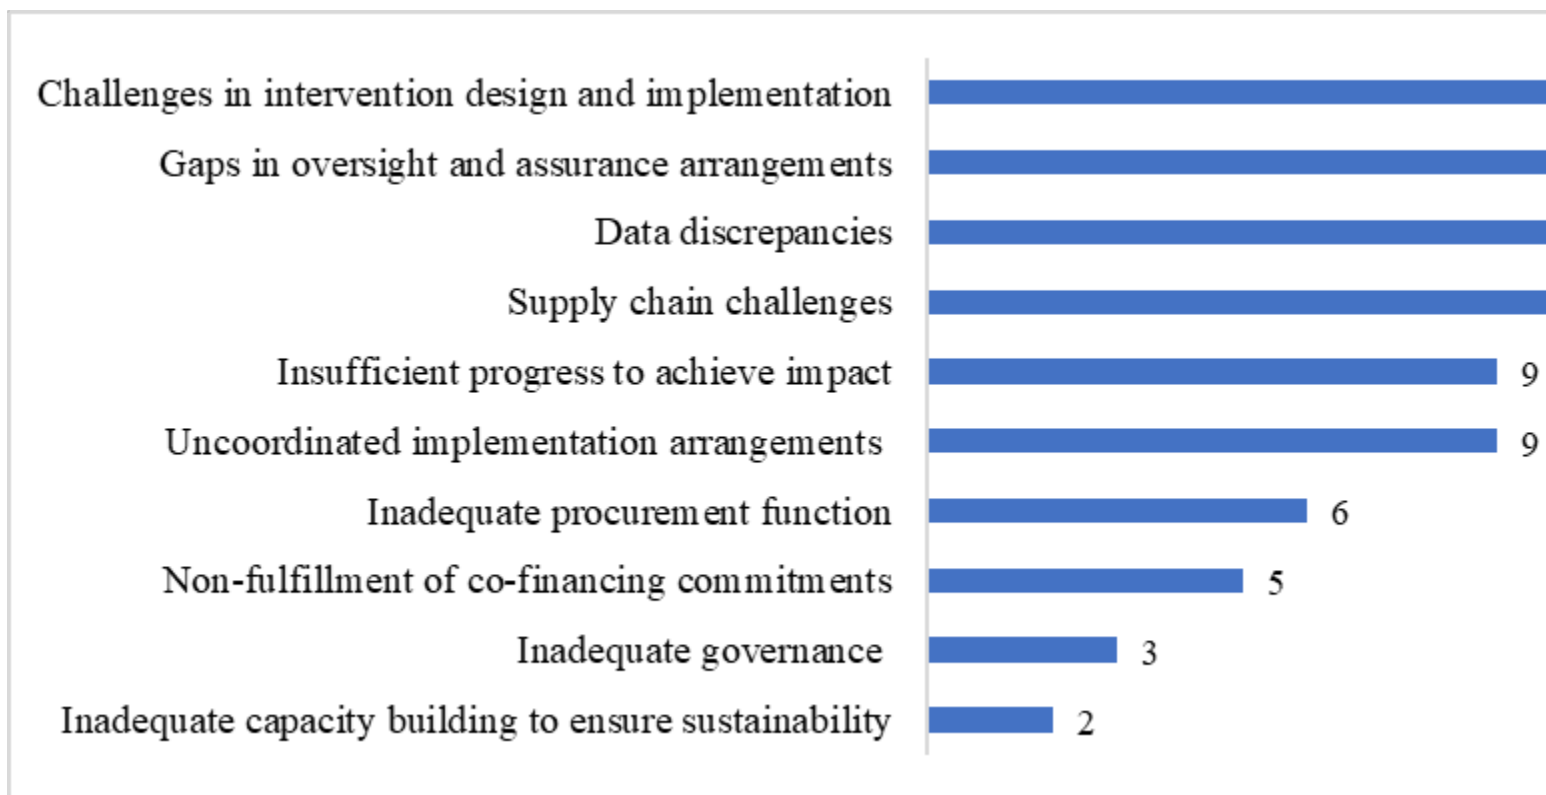 Challenges in intervention design and implementation
Gaps in oversight and assurance arrangements
Data discrepancies
Supply chain challenges
Insufficient progress to achieve impact 9
Uncoordinated implementation arrangements 9
Inadequate procurement function 6
Non-fulfillment of co-financing commitments 5
Inadequate governance 3
Inadequate capacity building to ensure sustainability 2